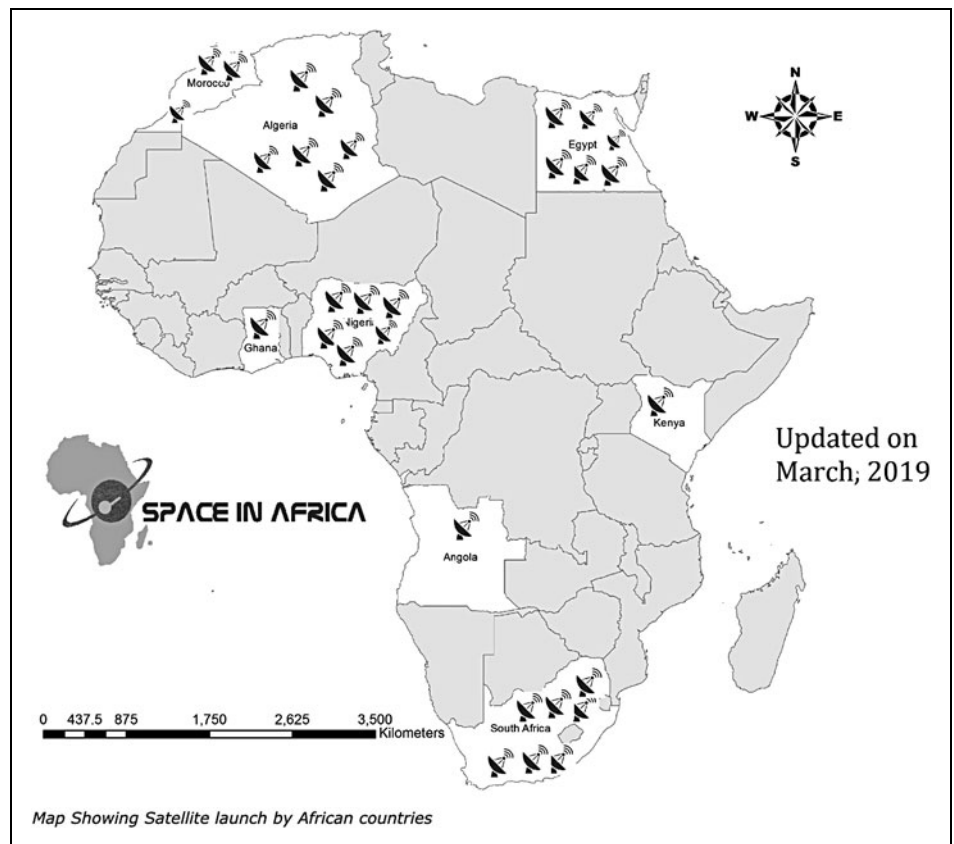 N
W E
S
Morocco
Algeria
Egypt
Nigeria
Ghana
Kenya
Updated on
March, 2019
SPACE IN AFRICA
Angola
0 437.5 875 1,750 2,625 3,500
Kilometers
South Africa
Map Showing Satellite launch by African countries